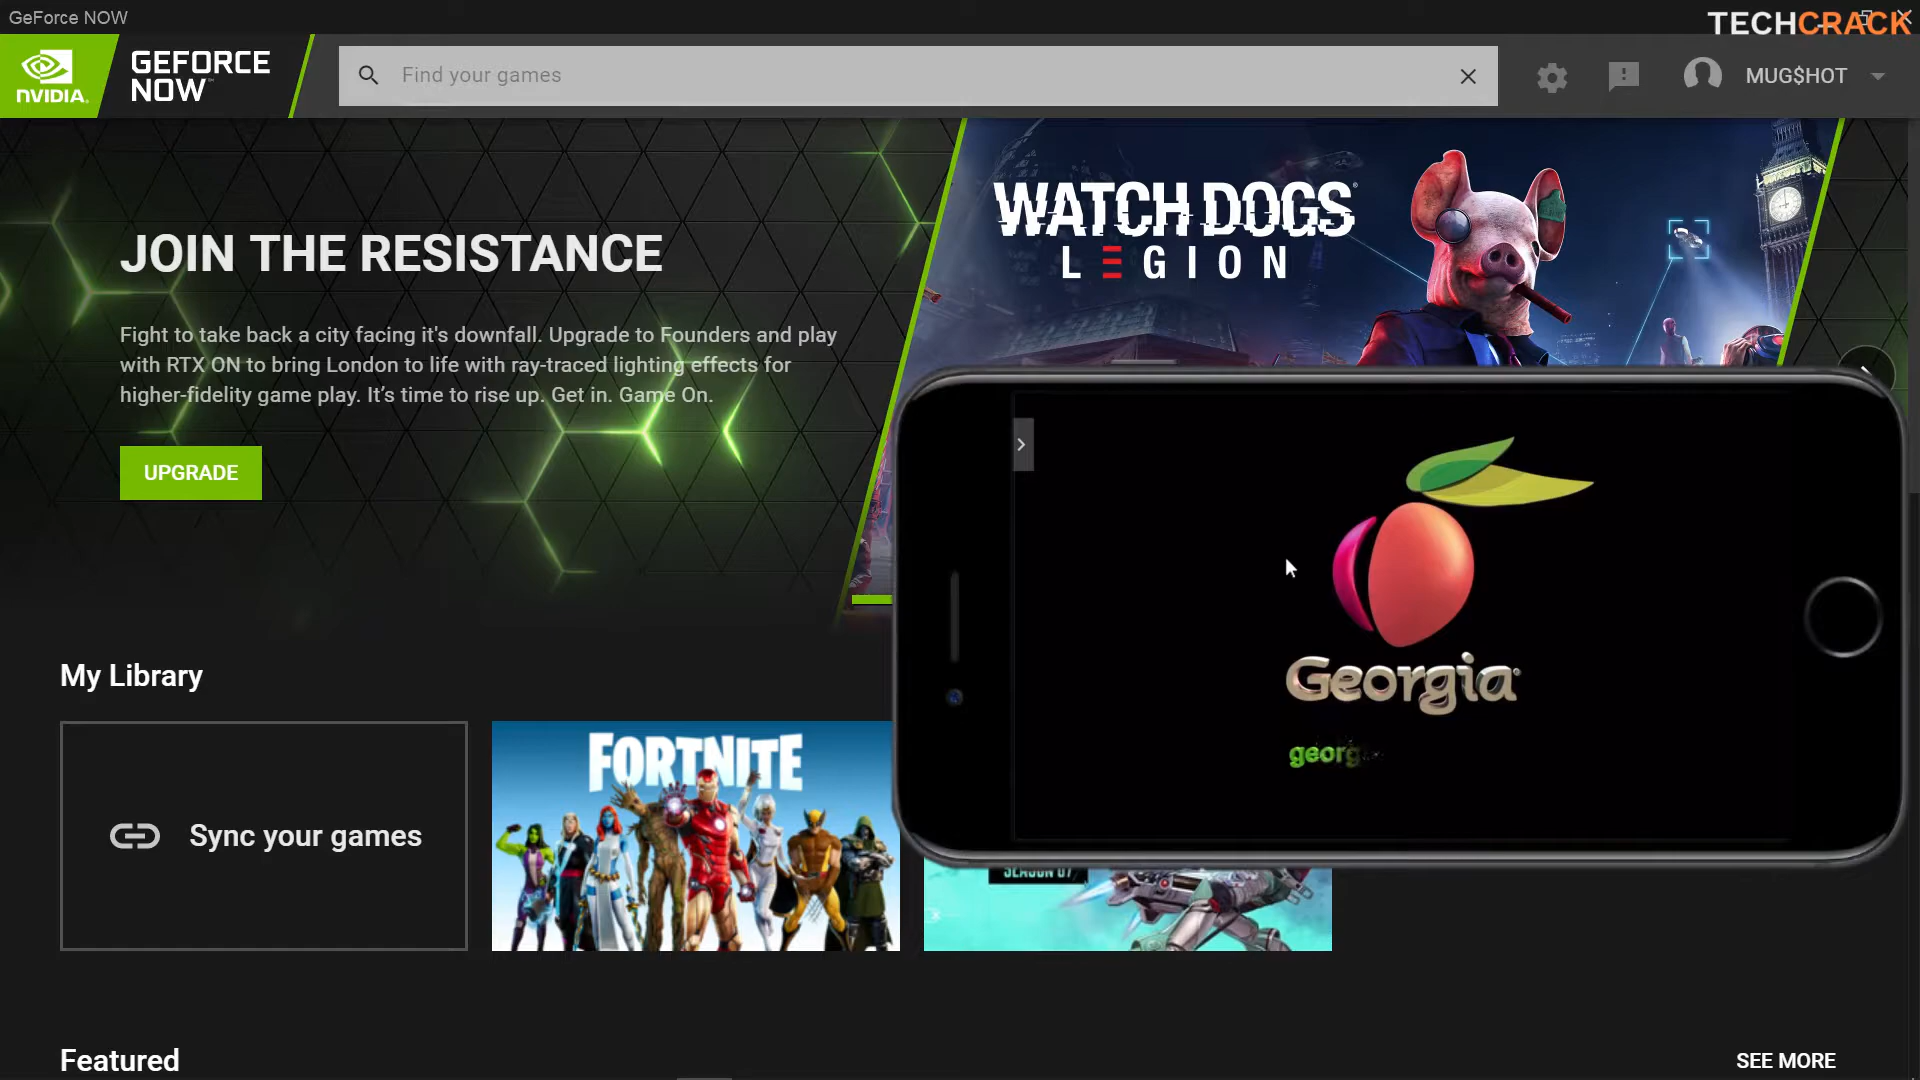 GeForce NOW
TECHCRACK
NVIDIA.
GEFORCE
NOW
Find your games
MUG$HOT
WATCH DOGS
LEGION
JOIN THE RESISTANCE
Fight to take back a city facing it's downfall. Upgrade to Founders and play
with RTX ON to bring London to life with ray-traced lighting effects for
higher-fidelity game play. It’s time to rise up. Get in. Game On.
UPGRADE
Georgia
georg
My Library
Sync your games
FORTNITE
SEASON 07
Featured
SEE MORE